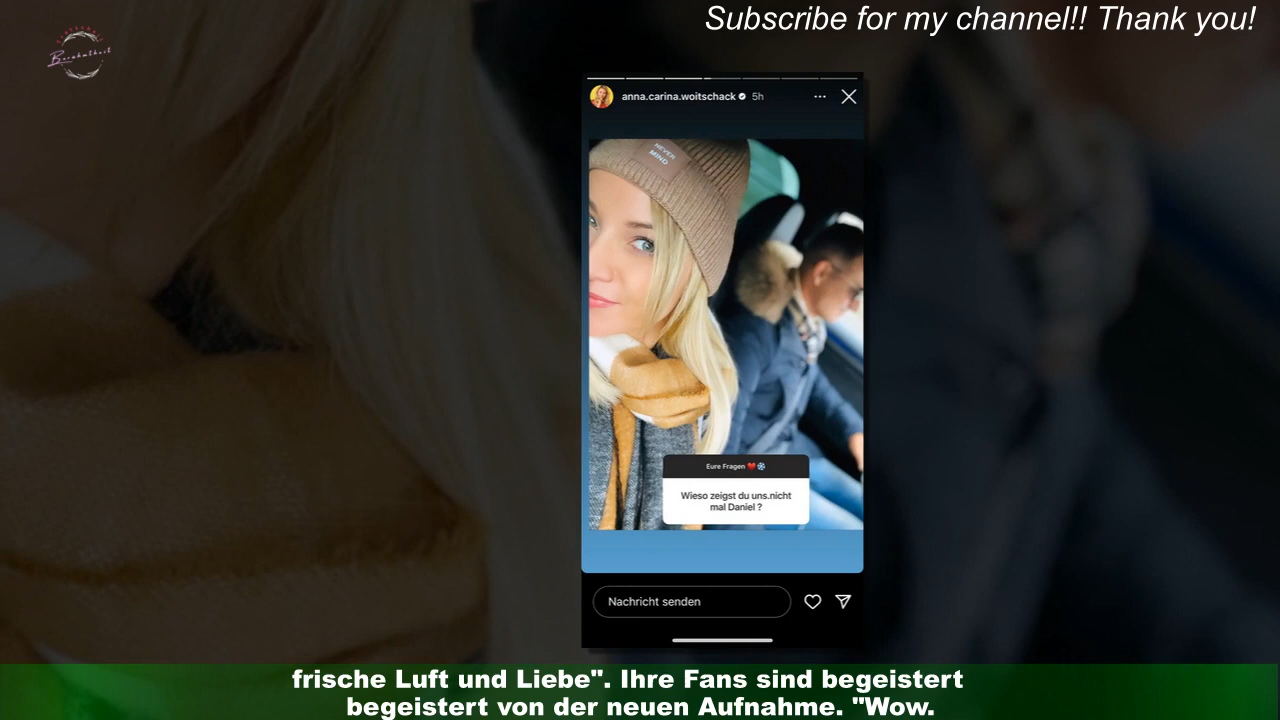 Subscribe for my channel!! Thank you!
anna.carina.woitschack 5h
NEVER
MIND
Eure Fragen ❤️❄️
Wieso zeigst du uns.nicht
mal Daniel ?
Nachricht senden
frische Luft und Liebe". Ihre Fans sind begeistert
begeistert von der neuen Aufnahme. "Wow.